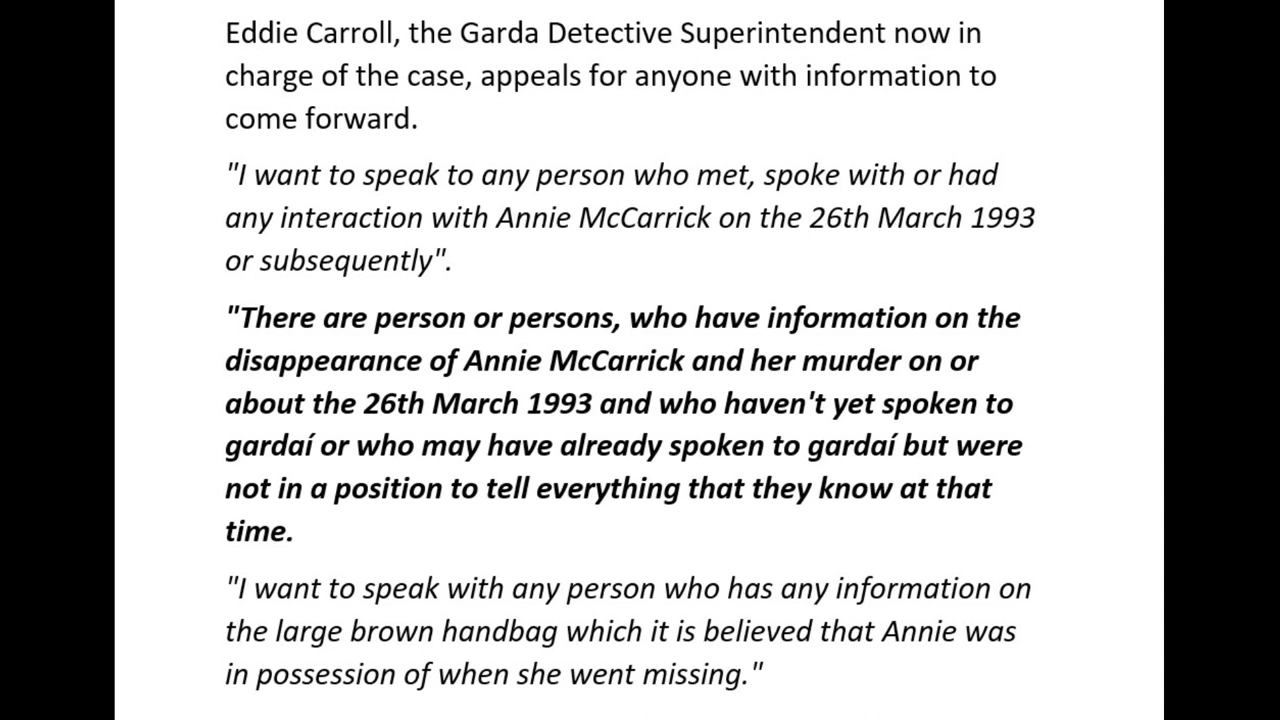 Eddie Carroll, the Garda Detective Superintendent now in
charge of the case, appeals for anyone with information to
come forward.
"I want to speak to any person who met, spoke with or had
any interaction with Annie McCarrick on the 26th March 1993
or subsequently".
"There are person or persons, who have information on the
disappearance of Annie McCarrick and her murder on or
about the 26th March 1993 and who haven't yet spoken to
gardaí or who may have already spoken to gardaí but were
not in a position to tell everything that they know at that
time.
"I want to speak with any person who has any information on
the large brown handbag which it is believed that Annie was
in possession of when she went missing."